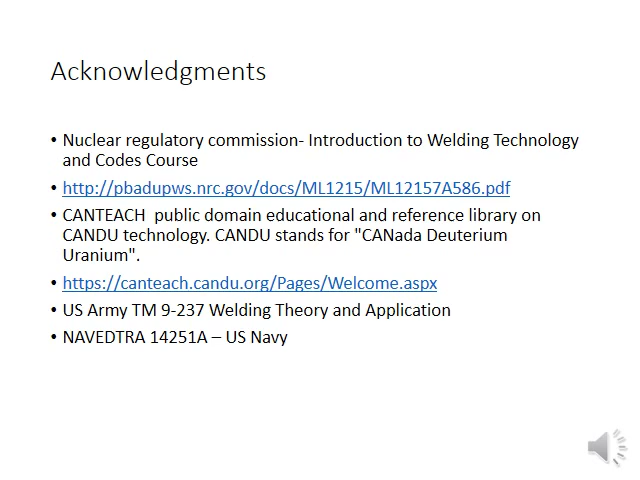 Acknowledgments
• Nuclear regulatory commission- Introduction to Welding Technology
and Codes Course
• http://pbadupws.nrc.gov/docs/ML1215/ML12157A586.pdf
• CANTEACH  public domain educational and reference library on
CANDU technology. CANDU stands for "CANada Deuterium
Uranium".
• https://canteach.candu.org/Pages/Welcome.aspx
• US Army TM 9-237 Welding Theory and Application
• NAVEDTRA 14251A – US Navy